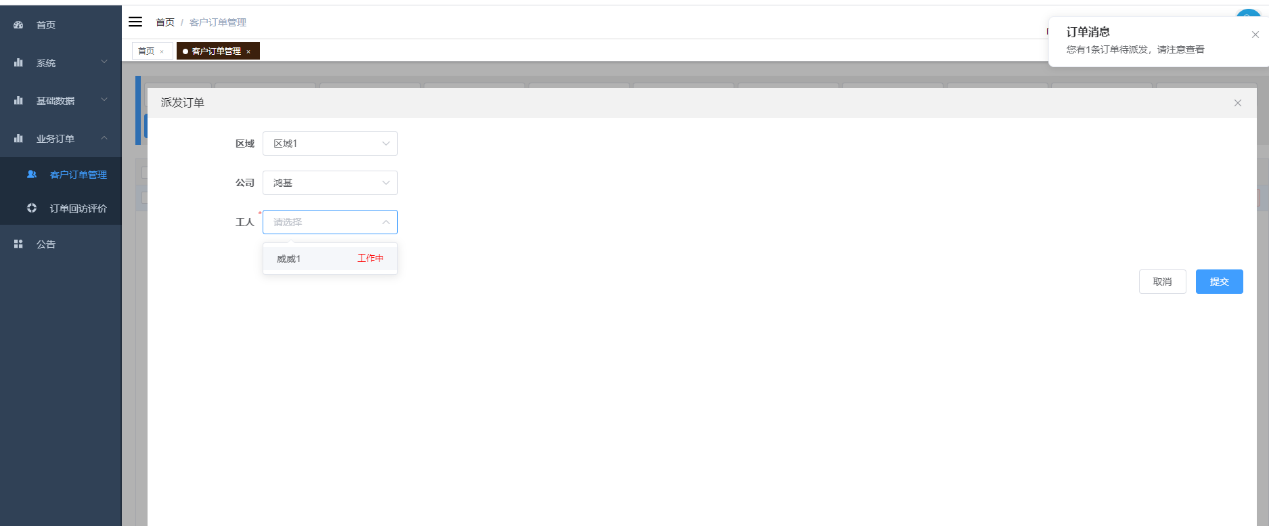 首页
系统
基础数据
业务订单
客户订单管理
订单回访评价
公告
首页 / 客户订单管理
首页 ×
客户订单管理 ×
订单消息
您有1条订单待派发，请注意查看
派发订单
区域 区域1
公司 鸿基
工人 * 请选择
威威1 工作中
取消 提交